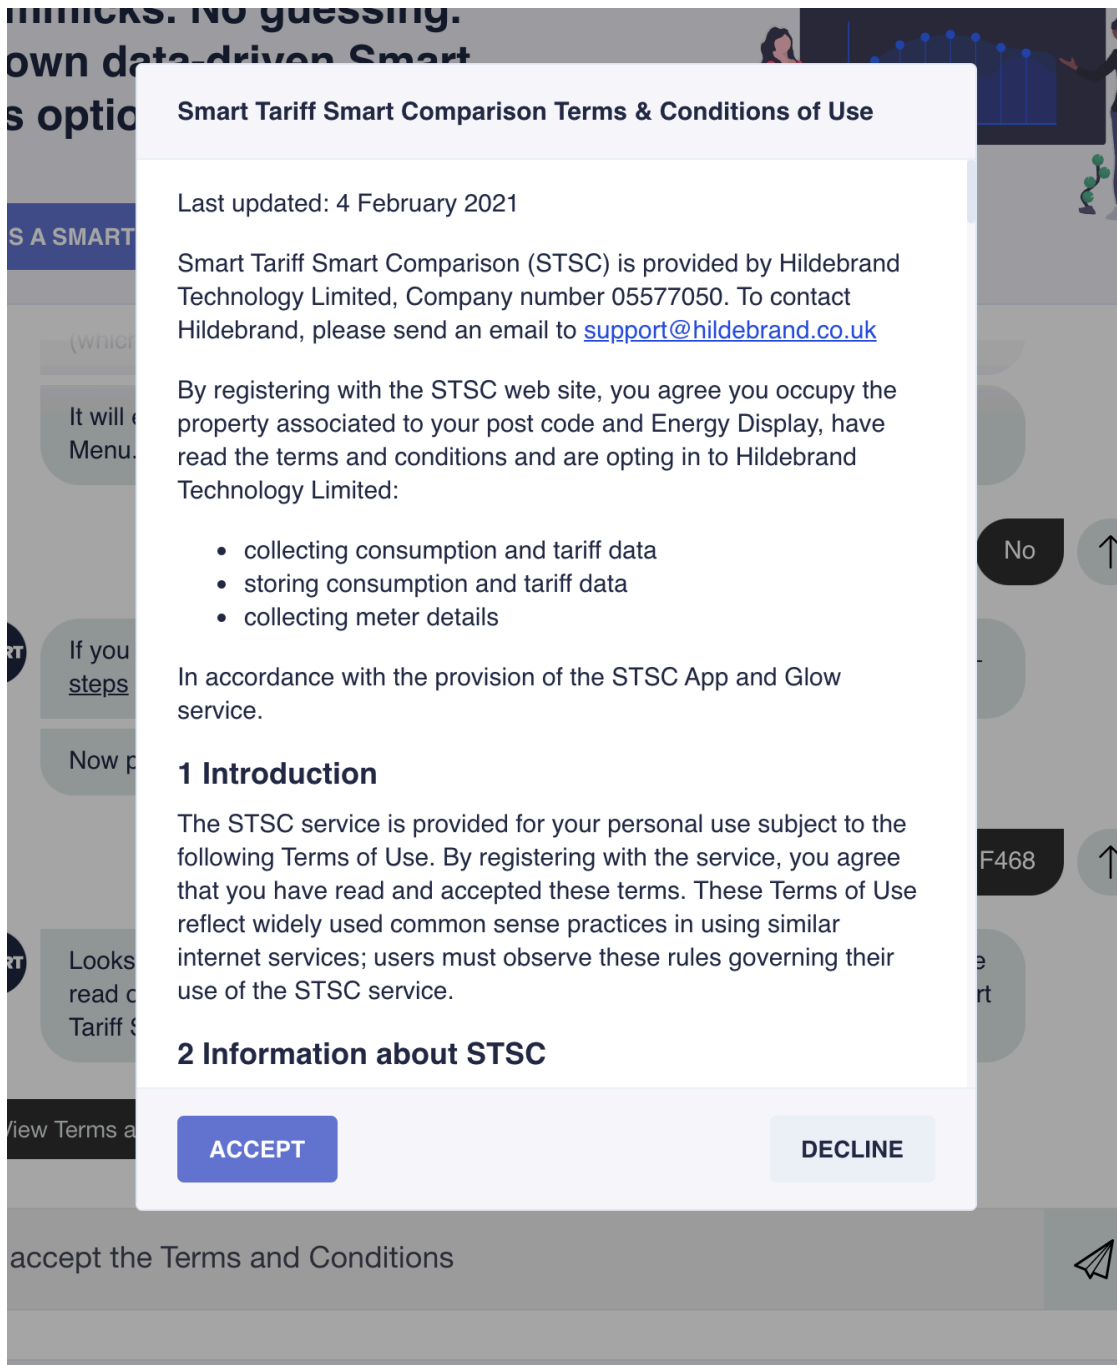 No guessing.
own data-driven Smart
s optio
Smart Tariff Smart Comparison Terms & Conditions of Use
Last updated: 4 February 2021
S A SMART
Smart Tariff Smart Comparison (STSC) is provided by Hildebrand
Technology Limited, Company number 05577050. To contact
Hildebrand, please send an email to support@hildebrand.co.uk
(which
By registering with the STSC web site, you agree you occupy the
property associated to your post code and Energy Display, have
read the terms and conditions and are opting in to Hildebrand
Technology Limited:
It will e
Menu.
• collecting consumption and tariff data
• storing consumption and tariff data
• collecting meter details
No
If you
steps
In accordance with the provision of the STSC App and Glow
service.
Now p
1 Introduction
The STSC service is provided for your personal use subject to the
following Terms of Use. By registering with the service, you agree
that you have read and accepted these terms. These Terms of Use
reflect widely used common sense practices in using similar
internet services; users must observe these rules governing their
use of the STSC service.
F468
RT
Looks
read o
Tariff S
e
rt
2 Information about STSC
View Terms a
ACCEPT
DECLINE
accept the Terms and Conditions